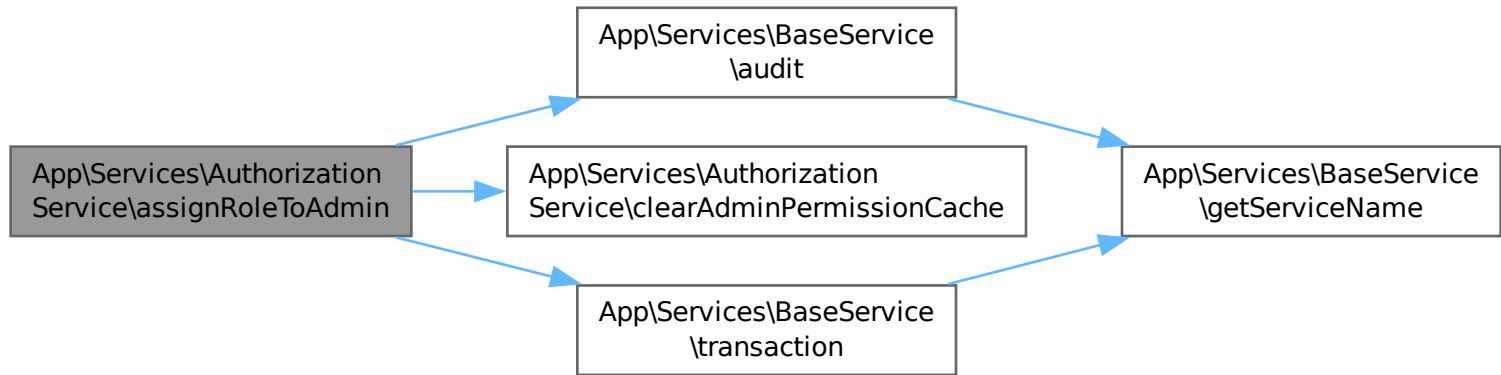 App\Services\BaseService
\audit
App\Services\Authorization
Service\assignRoleToAdmin
App\Services\Authorization
Service\clearAdminPermissionCache
App\Services\BaseService
\getServiceName
App\Services\BaseService
\transaction